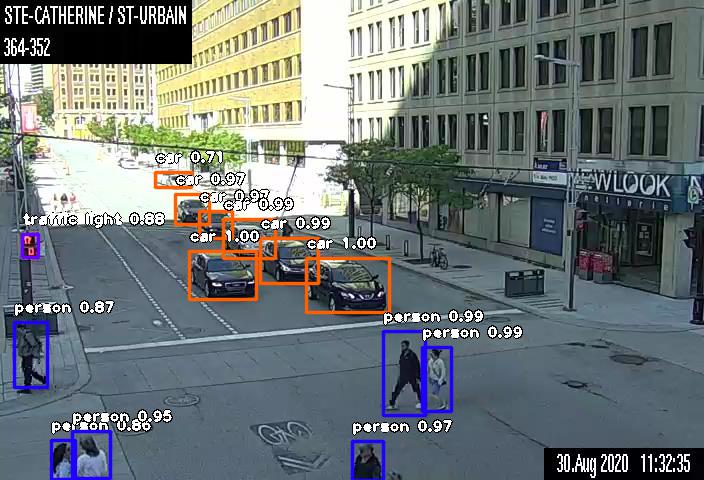 STE-CATHERINE / ST-URBAIN
364-352
car 0.71
car 0.97
car 0.97
car 0.99
traffic light 0.88
car 0.99
car 1.00
car 1.00
NEWLOOK
lunetterie
person 0.87
person 0.99
person 0.99
person 0.95
person 0.86
person 0.97
30.Aug 2020 11:32:35